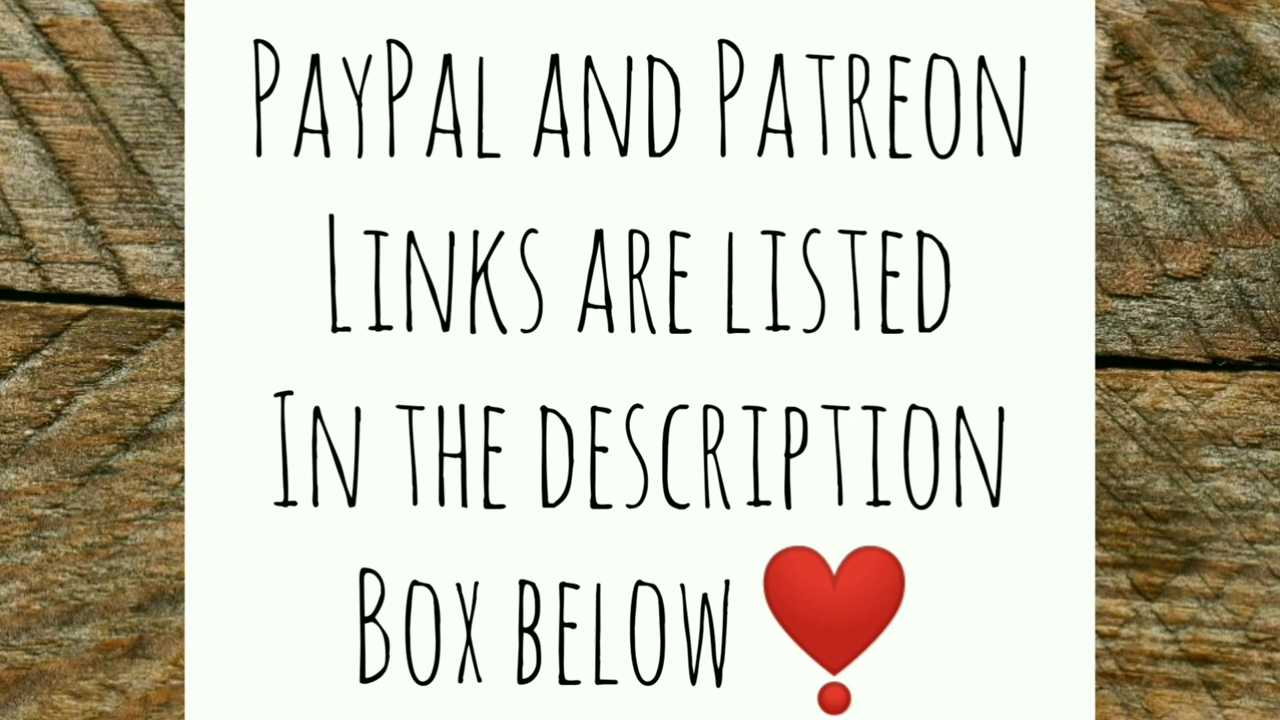 PayPal and Patreon
Links are listed
In the description
Box below ❣